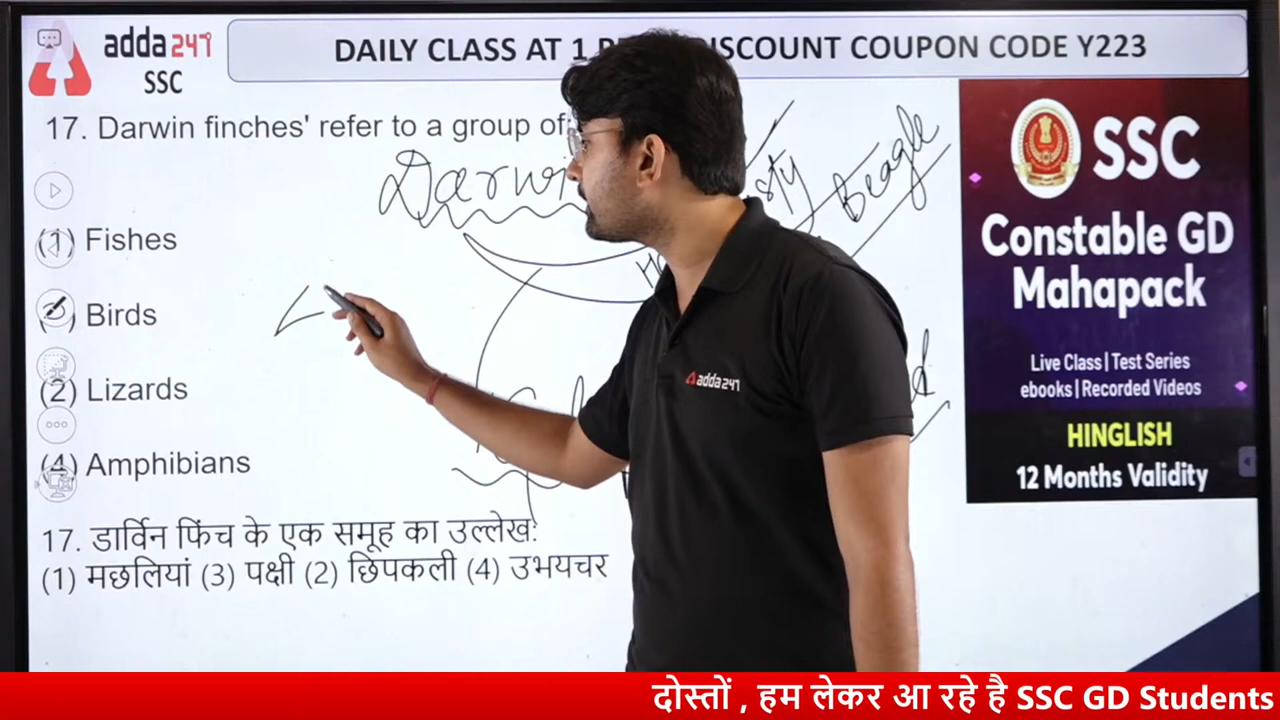 adda 247
SSC
DAILY CLASS AT 1 DISCOUNT COUPON CODE Y223
17. Darwin finches' refer to a group of
Darwi
Beagle
(1) Fishes
Birds
(2) Lizards
(4) Amphibians
17. डार्विन फिंच के एक समूह का उल्लेख:
(1) मछलियां (3) पक्षी (2) छिपकली (4) उभयचर
SSC
Constable GD
Mahapack
Live Class | Test Series
ebooks | Recorded Videos
HINGLISH
12 Months Validity
adda247
दोस्तों , हम लेकर आ रहे है SSC GD Students